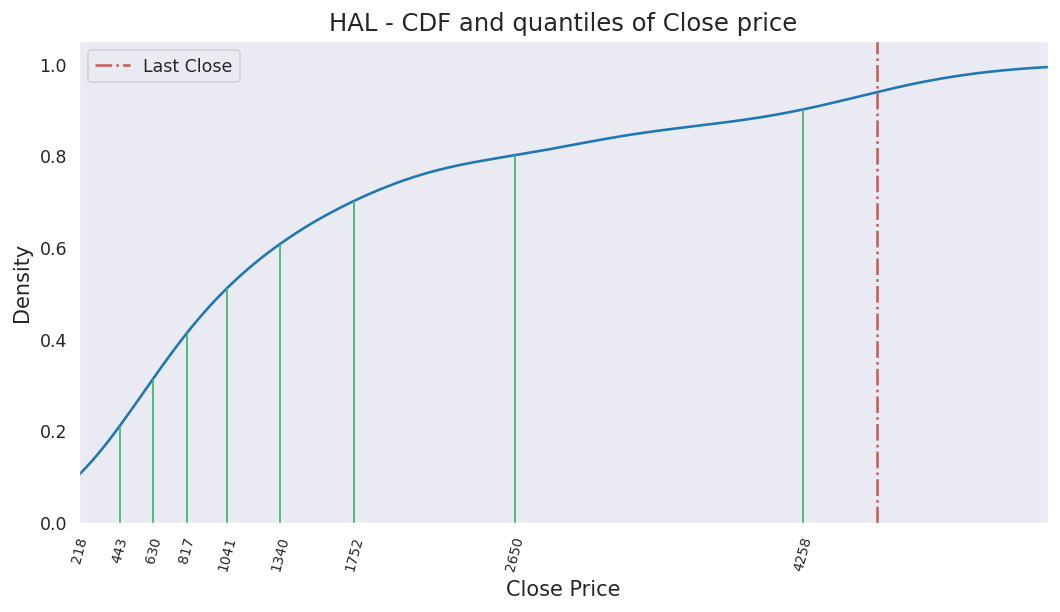 HAL - CDF and quantiles of Close price
Last Close
Density
1.0
0.8
0.6
0.4
0.2
0.0
218 443 630 817 1041 1340 1752 2650 4258
Close Price